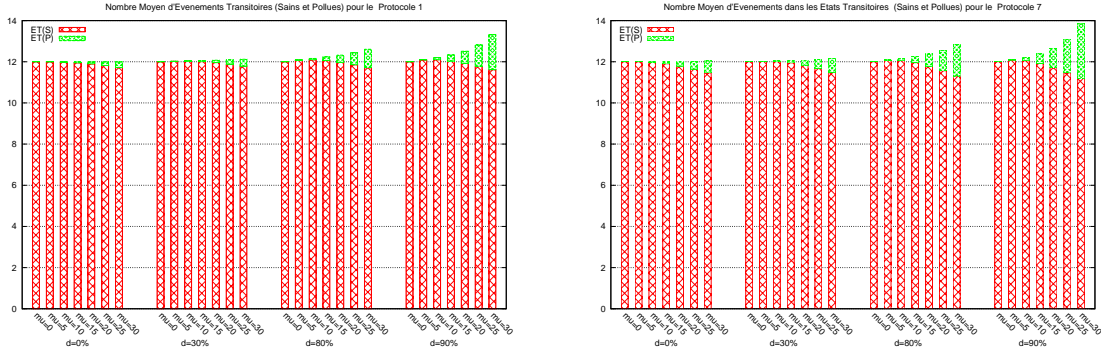 Nombre Moyen d'Evenements Transitoires (Sains et Pollues) pour le  Protocole 1
14
12
10
8
6
4
2
0
ET(S)
ET(P)
mu=0
mu=5
mu=10
mu=15
mu=20
mu=25
mu=30
mu=0
mu=5
mu=10
mu=15
mu=20
mu=25
mu=30
mu=0
mu=5
mu=10
mu=15
mu=20
mu=25
mu=30
mu=0
mu=5
mu=10
mu=15
mu=20
mu=25
mu=30
d=0%
d=30%
d=80%
d=90%
Nombre Moyen d'Evenements dans les Etats Transitoires  (Sains et Pollues) pour le  Protocole 7
14
12
10
8
6
4
2
0
ET(S)
ET(P)
mu=0
mu=5
mu=10
mu=15
mu=20
mu=25
mu=30
mu=0
mu=5
mu=10
mu=15
mu=20
mu=25
mu=30
mu=0
mu=5
mu=10
mu=15
mu=20
mu=25
mu=30
mu=0
mu=5
mu=10
mu=15
mu=20
mu=25
mu=30
d=0%
d=30%
d=80%
d=90%